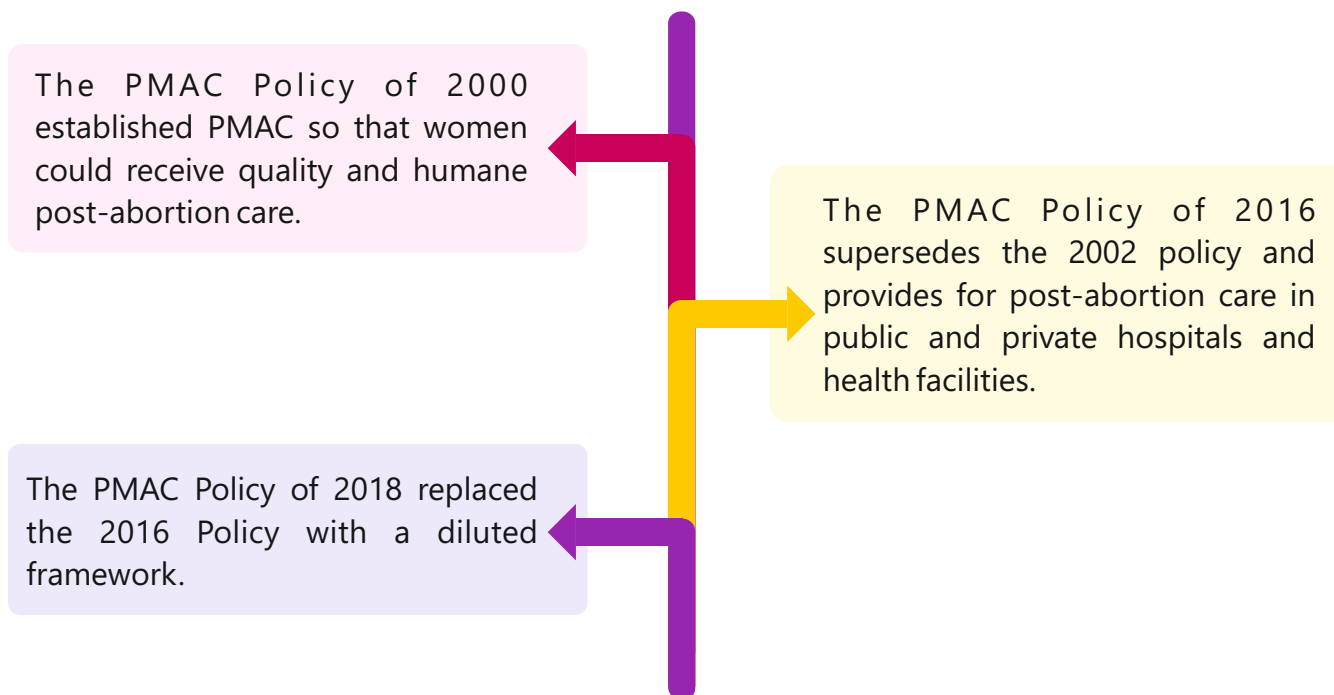 The PMAC Policy of 2000
established PMAC so that women
could receive quality and humane
post-abortion care.
The PMAC Policy of 2016
supersedes the 2002 policy and
provides for post-abortion care in
public and private hospitals and
health facilities.
The PMAC Policy of 2018 replaced
the 2016 Policy with a diluted
framework.